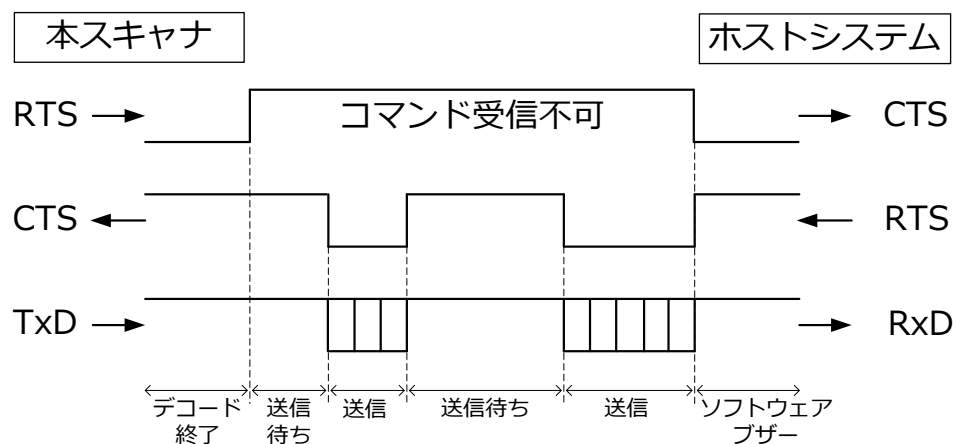 本スキャナ
ホストシステム
RTS
コマンド受信不可
CTS
CTS
RTS
TxD
RxD
デコード
終了
送信
待ち
送信
送信待ち
送信
ソフトウェア
ブザー